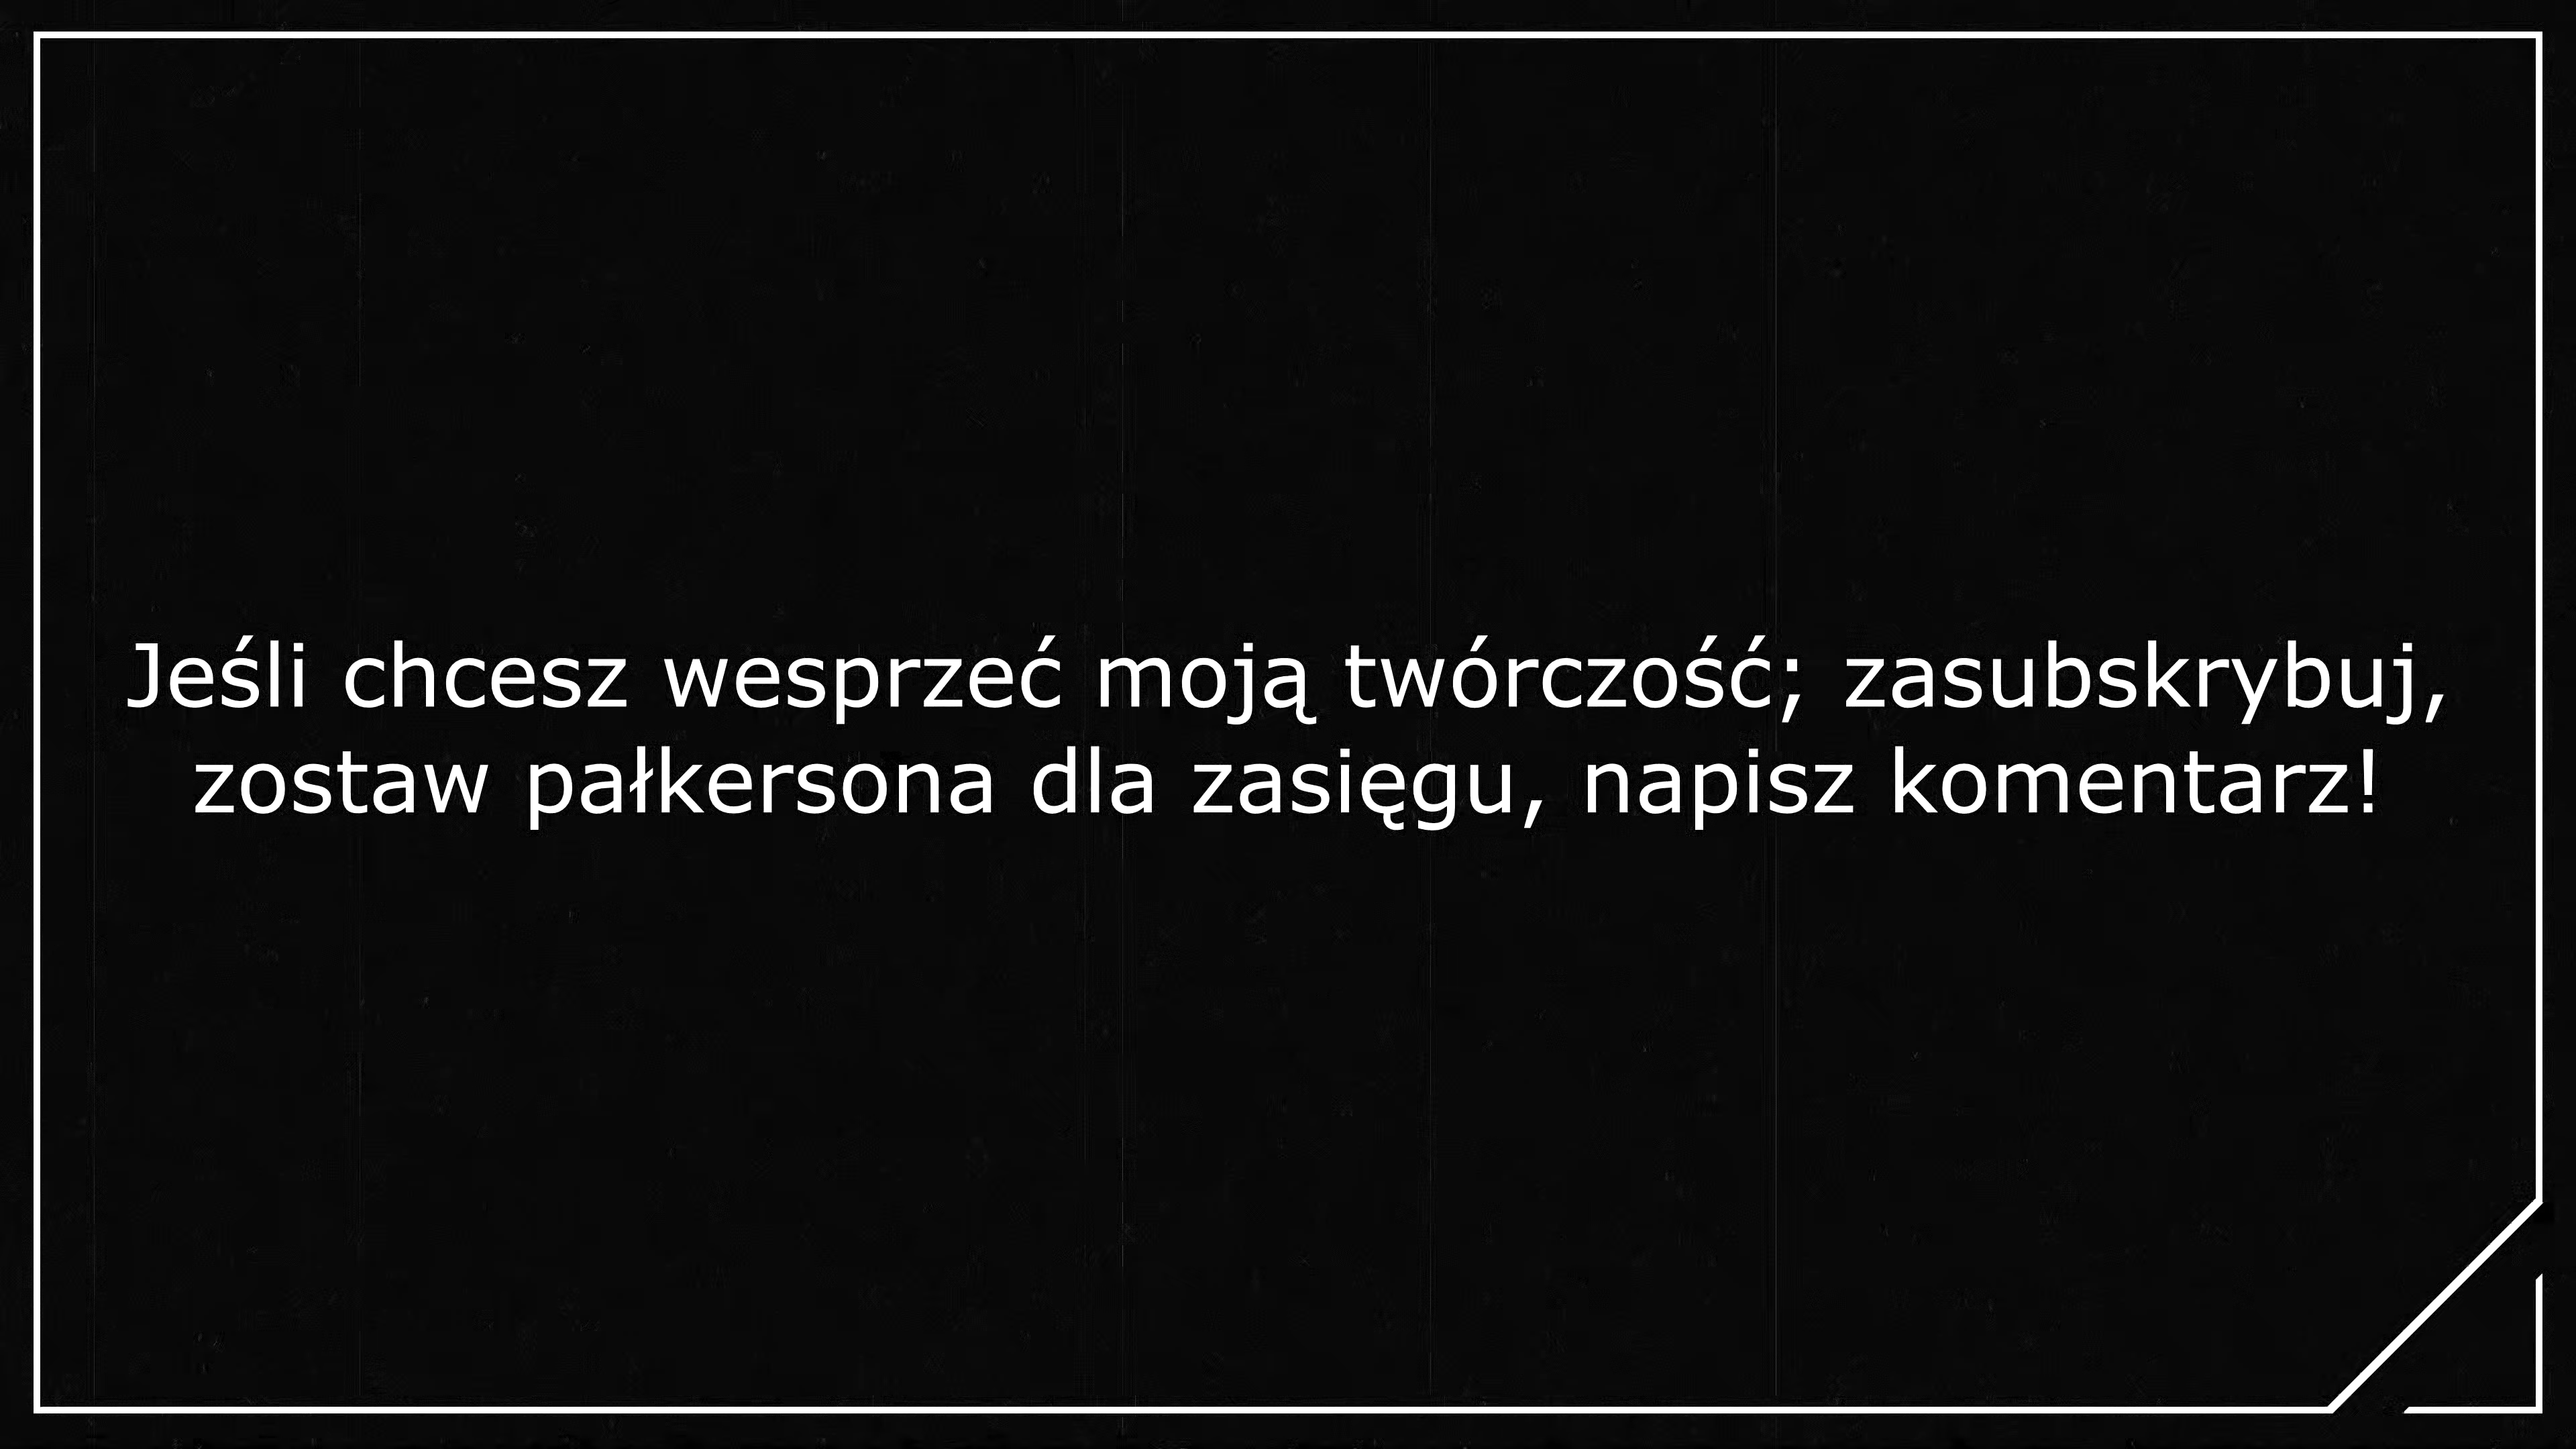 Jeśli chcesz wesprzeć moją twórczość; zasubskrybuj,
zostaw pałkersona dla zasięgu, napisz komentarz!